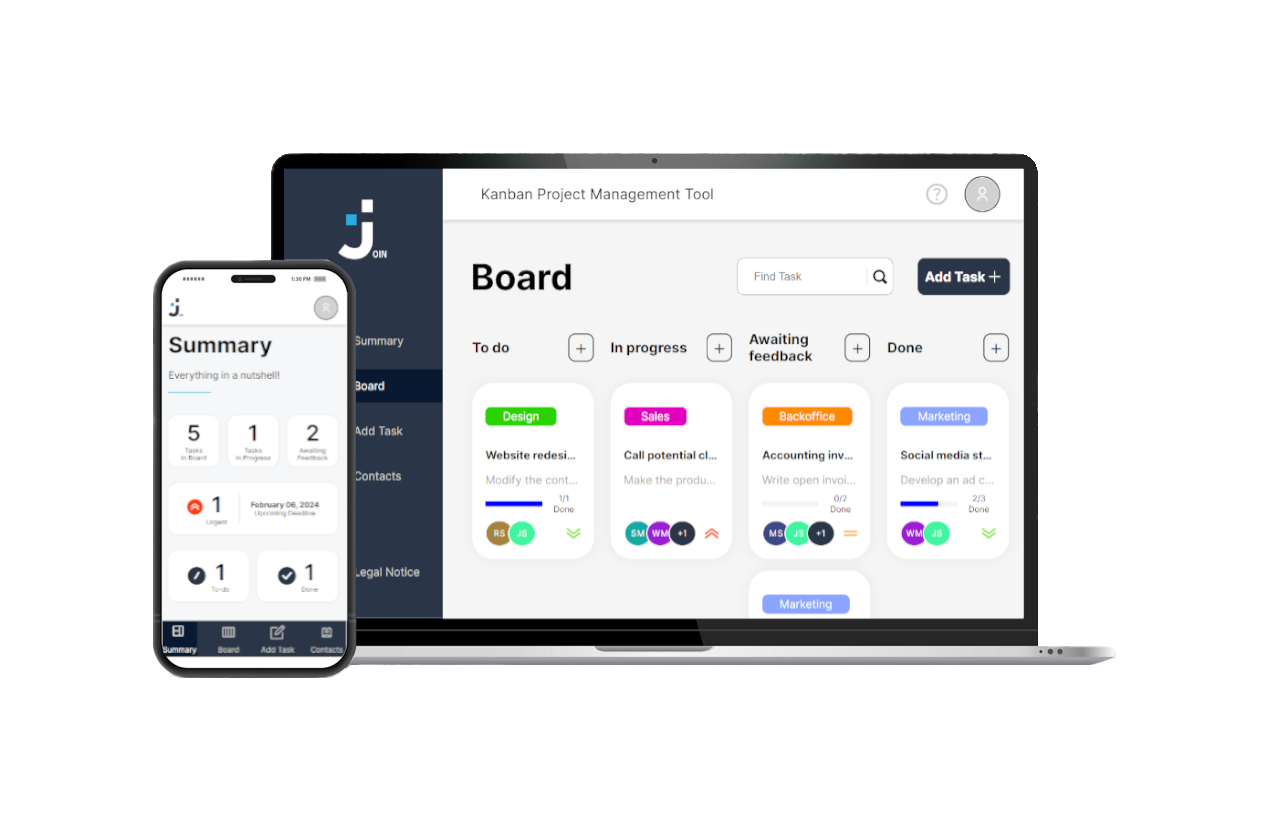 Kanban Project Management Tool
?
OIN
Board
Find Task
Add Task
Summary
Board
Add Task
Contacts
Legal Notice
To do
In progress
Awaiting
feedback
Done
Design
Website redesi...
Modify the cont...
1/1
Done
RS JS
Sales
Call potential cl...
Make the produ...
SM WM +1
Backoffice
Accounting inv...
Write open invoi...
0/2
Done
MS JS +1
Marketing
Social media st...
Develop an ad c...
2/3
Done
WM JS
Marketing
1:30 PM
Summary
Everything in a nutshell!
5
Tasks
in Board
1
Tasks
in Progress
2
Awaiting
Feedback
1
Urgent
February 06, 2024
Upcoming Deadline
1
To-do
1
Done
Summary
Board
Add Task
Contacts